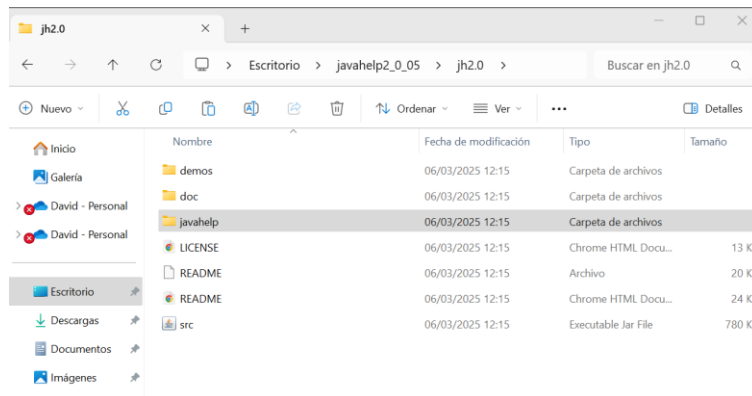 jh2.0
Escritorio > javahelp2_0_05 > jh2.0 >
Buscar en jh2.0
Nuevo
Ordenar
Ver
Detalles
Nombre Fecha de modificación Tipo Tamaño
demos 06/03/2025 12:15 Carpeta de archivos
doc 06/03/2025 12:15 Carpeta de archivos
javahelp 06/03/2025 12:15 Carpeta de archivos
LICENSE 06/03/2025 12:15 Chrome HTML Docu... 13 K
README 06/03/2025 12:15 Archivo 20 K
README 06/03/2025 12:15 Chrome HTML Docu... 24 K
src 06/03/2025 12:15 Executable Jar File 780 K
Inicio
Galería
David - Personal
David - Personal
Escritorio
Descargas
Documentos
Imágenes